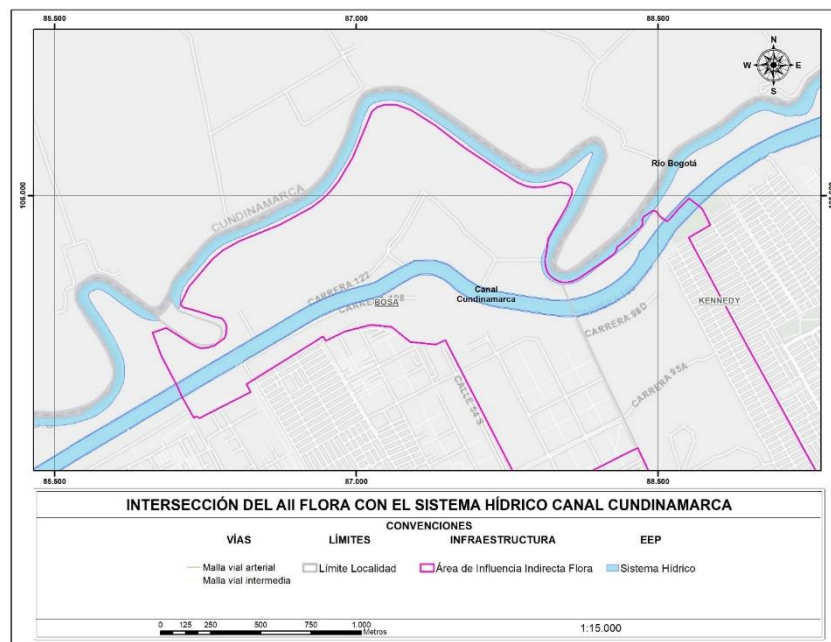 85.500 87.000 88.500
N
W E
S
Río Bogotá
106.000
CUNDINAMARCA
CARRERA 122
Canal
Cundinamarca
BOSA
KENNEDY
CARRERA 98D
CARRERA 95A
CALLE 54 S
85.500 87.000 88.500
INTERSECCIÓN DEL AII FLORA CON EL SISTEMA HÍDRICO CANAL CUNDINAMARCA
CONVENCIONES
VÍAS LÍMITES INFRAESTRUCTURA EEP
Malla vial arterial Límite Localidad Área de Influencia Indirecta Flora Sistema Hídrico
Malla vial intermedia
0 125 250 500 750 1.000
Metros
1:15.000